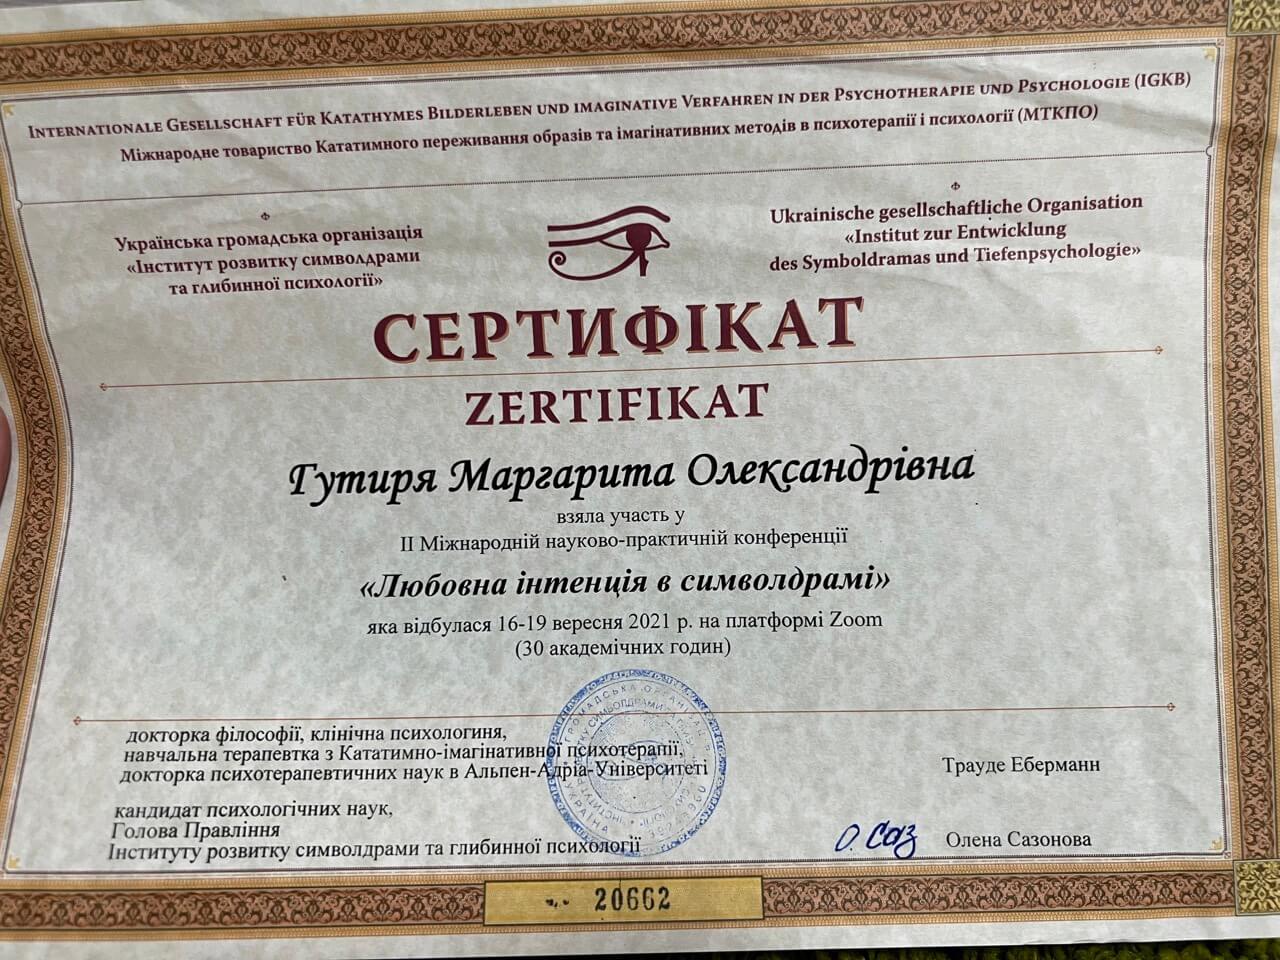 INTERNATIONALE GESELLSCHAFT FÜR KATATHYMES BILDERLEBEN UND IMAGINATIVE VERFAHREN IN DER PSYCHOTHERAPIE UND PSYCHOLOGIE (IGKB)
Міжнародне товариство Кататимного переживання образів та імагінативних методів в психотерапії і психології (МТКПО)
Українська громадська організація
«Інститут розвитку символдрами
та глибинної психології»
Ukrainische gesellschaftliche Organisation
«Institut zur Entwicklung
des Symboldramas und Tiefenpsychologie»
СЕРТИФІКАТ
ZERTIFIKAT
Гутиря Маргарита Олександрівна
взяла участь у
ІІ Міжнародній науково-практичній конференції
«Любовна інтенція в символдрамі»
яка відбулася 16-19 вересня 2021 р. на платформі Zoom
(30 академічних годин)
докторка філософії, клінічна психологиня,
навчальна терапевтка з Кататимно-імагінативної психотерапії,
докторка психотерапевтичних наук в Альпен-Адріа-Університеті
Трауде Еберманн
кандидат психологічних наук,
Голова Правління
Інституту розвитку символдрами та глибинної психології
О. Саз
Олена Сазонова
УКРАЇНА
20662